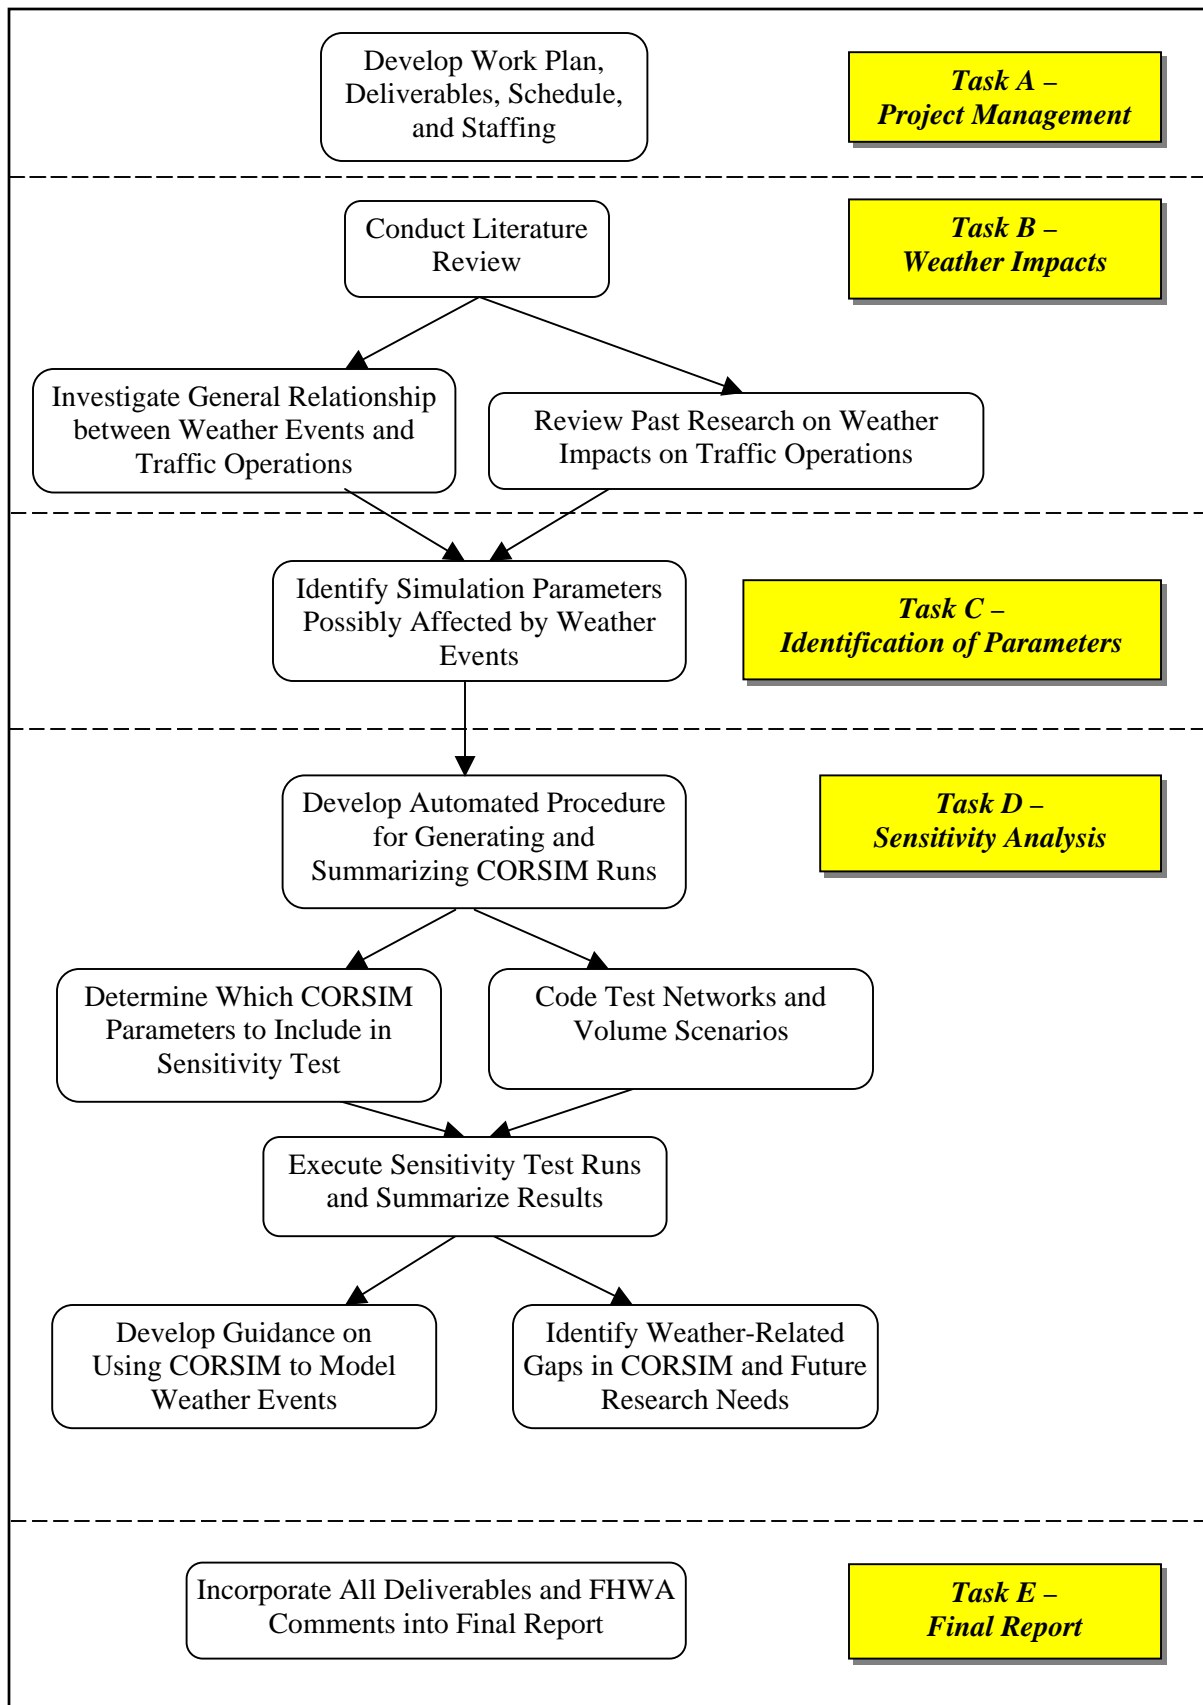 Develop Work Plan,
Deliverables, Schedule,
and Staffing
Task A –
Project Management
Conduct Literature
Review
Task B –
Weather Impacts
Investigate General Relationship
between Weather Events and
Traffic Operations
Review Past Research on Weather
Impacts on Traffic Operations
Identify Simulation Parameters
Possibly Affected by Weather
Events
Task C –
Identification of Parameters
Develop Automated Procedure
for Generating and
Summarizing CORSIM Runs
Task D –
Sensitivity Analysis
Determine Which CORSIM
Parameters to Include in
Sensitivity Test
Code Test Networks and
Volume Scenarios
Execute Sensitivity Test Runs
and Summarize Results
Develop Guidance on
Using CORSIM to Model
Weather Events
Identify Weather-Related
Gaps in CORSIM and Future
Research Needs
Incorporate All Deliverables and FHWA
Comments into Final Report
Task E –
Final Report